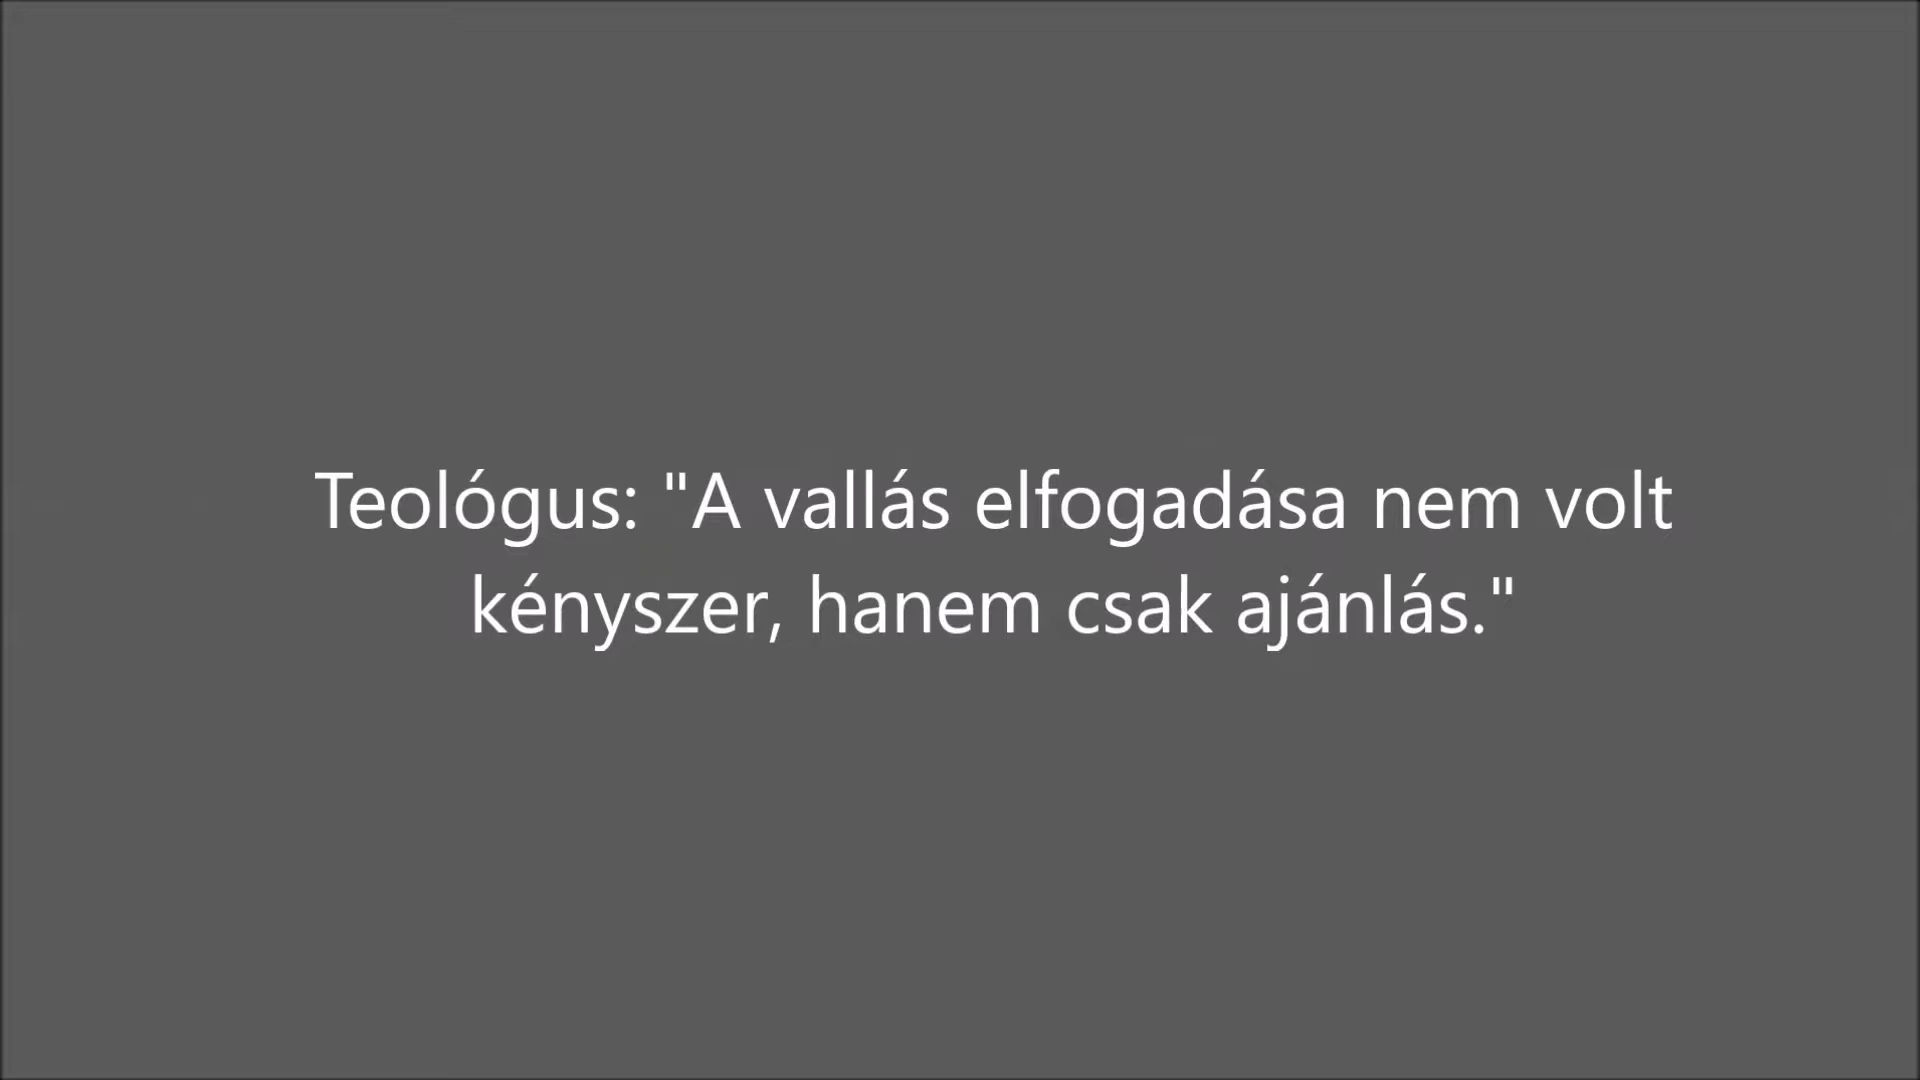 Teológus: "A vallás elfogadása nem volt
kényszer, hanem csak ajánlás."